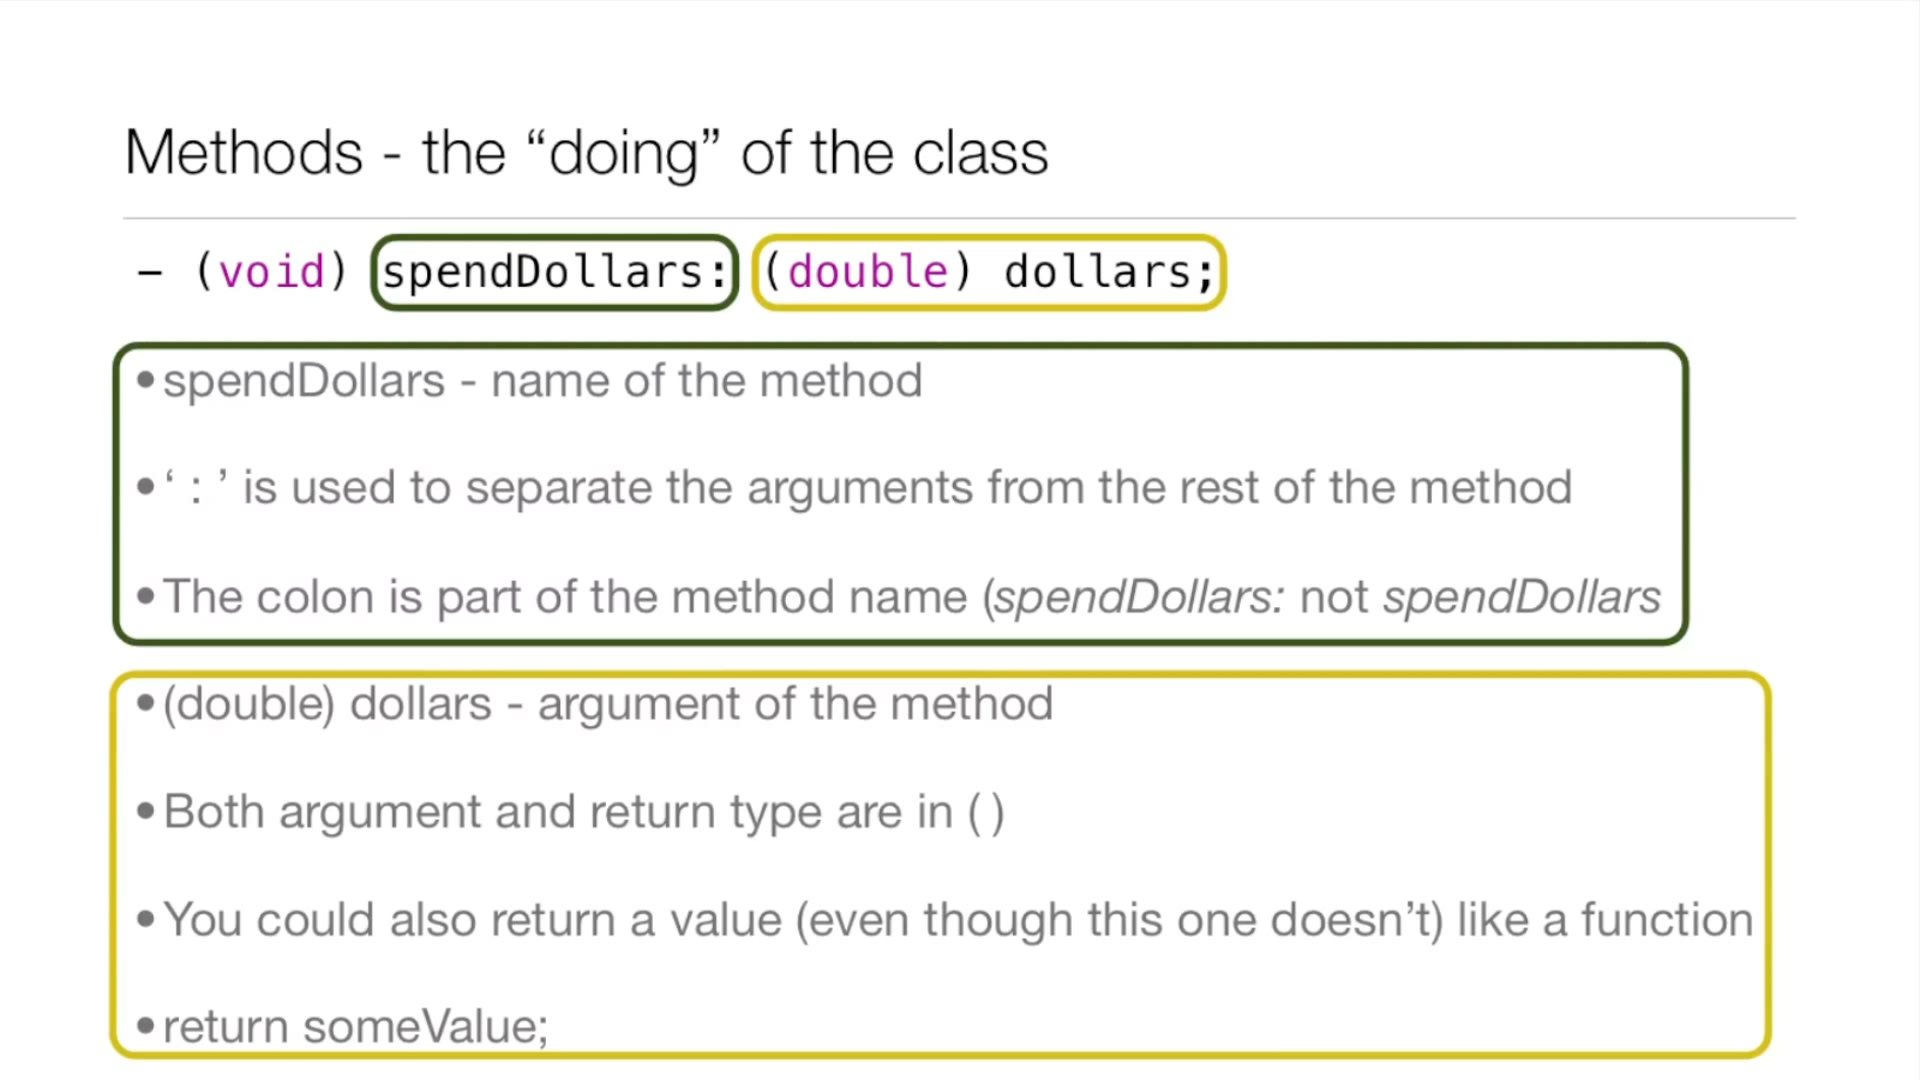 Methods - the “doing” of the class
– (void) spendDollars: (double) dollars;
•spendDollars - name of the method
•‘ : ’ is used to separate the arguments from the rest of the method
•The colon is part of the method name (spendDollars: not spendDollars
•(double) dollars - argument of the method
•Both argument and return type are in ( )
•You could also return a value (even though this one doesn’t) like a function
•return someValue;